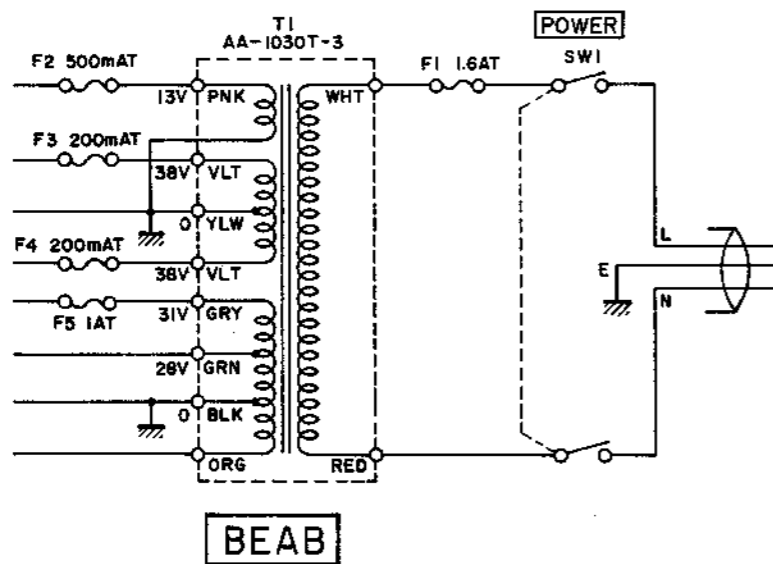 T1
AA-1030T-3
POWER
SW1
F2 500mAT
F1 1.6AT
13V PNK
WHT
F3 200mAT
38V VLT
0 YLW
F4 200mAT
38V VLT
31V GRY
F5 1AT
28V GRN
0 BLK
ORG
RED
L
E
N
BEAB